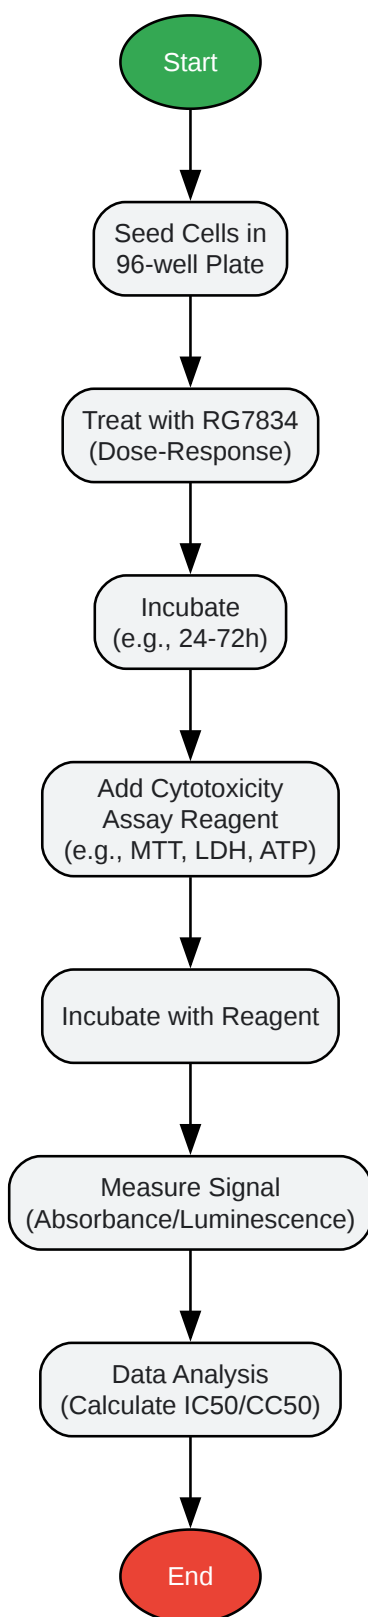 Start
Seed Cells in
96-well Plate
Treat with RG7834
(Dose-Response)
Incubate
(e.g., 24-72h)
Add Cytotoxicity
Assay Reagent
(e.g., MTT, LDH, ATP)
Incubate with Reagent
Measure Signal
(Absorbance/Luminescence)
Data Analysis
(Calculate IC50/CC50)
End